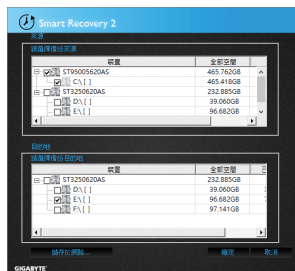 Smart Recovery 2
來源
請選擇備份來源
裝置 全部空間
ST95005620AS 465.762GB
C:\ [ ] 465.418GB
ST3250620AS 232.885GB
D:\ [ ] 39.060GB
E:\ [ ] 96.682GB
目的地
請選擇備份目的地
裝置 全部空間 已
ST3250620AS 232.885GB
D:\ [ ] 39.060GB
E:\ [ ] 96.682GB
F:\ [ ] 97.141GB
儲存於網路... 確定 取消
GIGABYTE